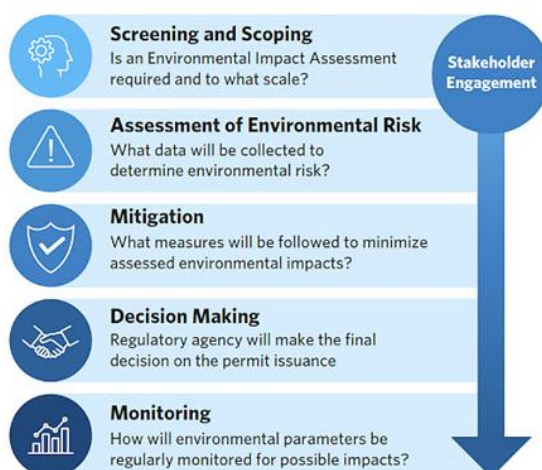 Screening and Scoping
Is an Environmental Impact Assessment
required and to what scale?
Stakeholder
Engagement
Assessment of Environmental Risk
What data will be collected to
determine environmental risk?
Mitigation
What measures will be followed to minimize
assessed environmental impacts?
Decision Making
Regulatory agency will make the final
decision on the permit issuance
Monitoring
How will environmental parameters be
regularly monitored for possible impacts?